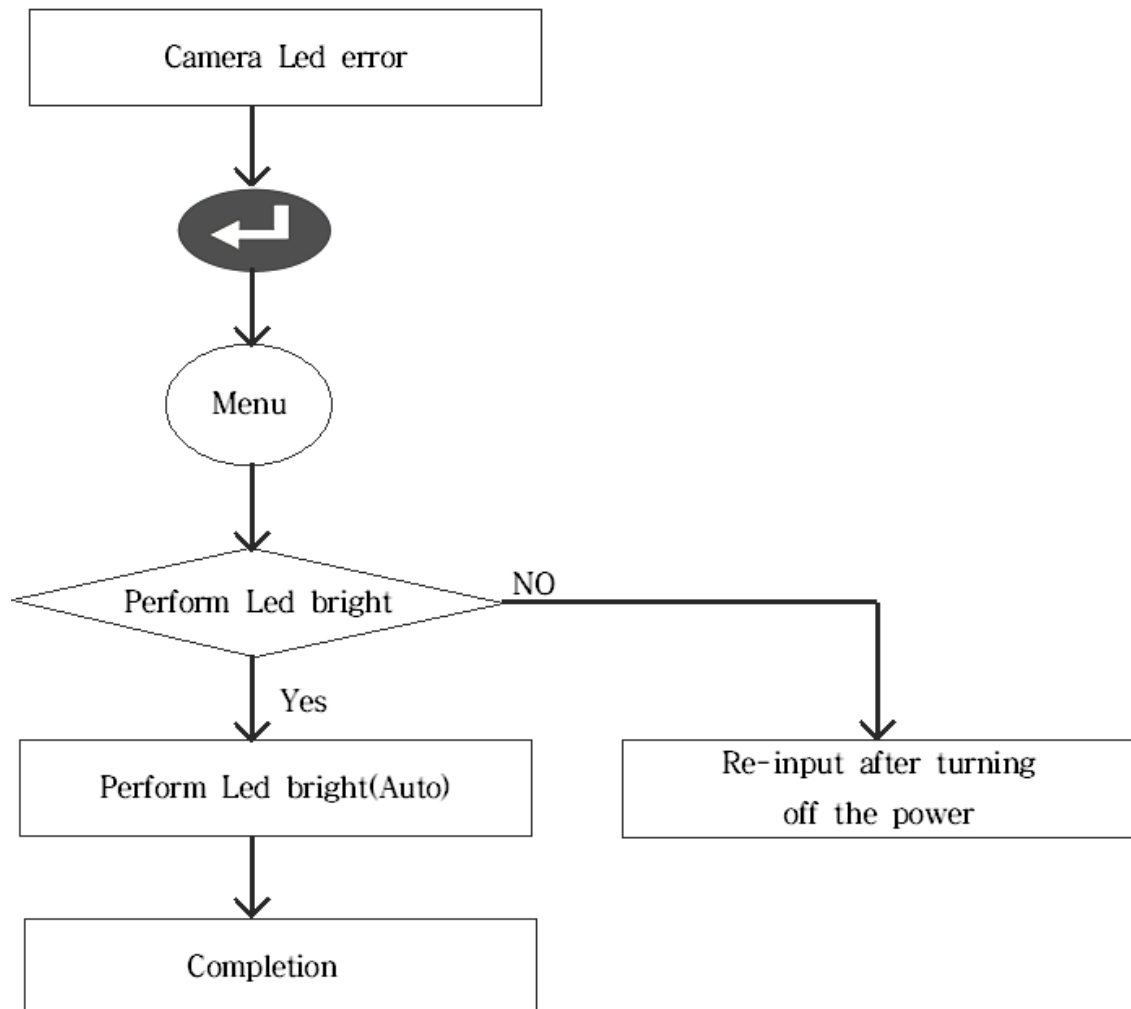 Camera Led error
Menu
Perform Led bright
NO
Yes
Perform Led bright(Auto)
Re-input after turning
off the power
Completion